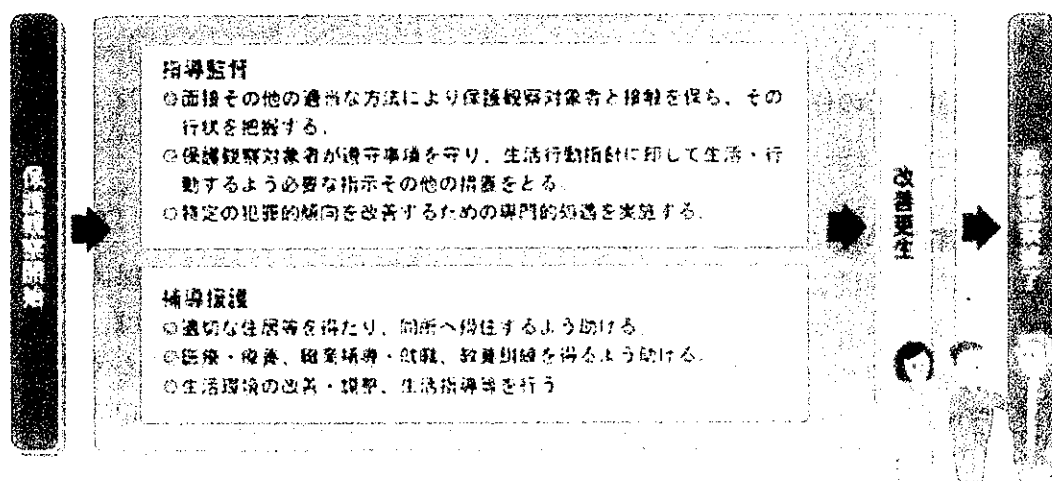 保護観察開始
指導監督
◎面接その他の適当な方法により保護観察対象者と接触を保ち、その
行状を把握する。
◎保護観察対象者が遵守事項を守り、生活行動指針に即して生活・行
動するよう必要な指示その他の措置をとる
◎特定の犯罪的傾向を改善するための専門的処遇を実施する。
補導援護
◎適切な住居等を得たり、同所へ帰住するよう助ける
◎医療・療養、職業補導・就職、教養訓練を得るよう助ける。
◎生活環境の改善・調整、生活指導等を行う
改善更生
保護観察終了